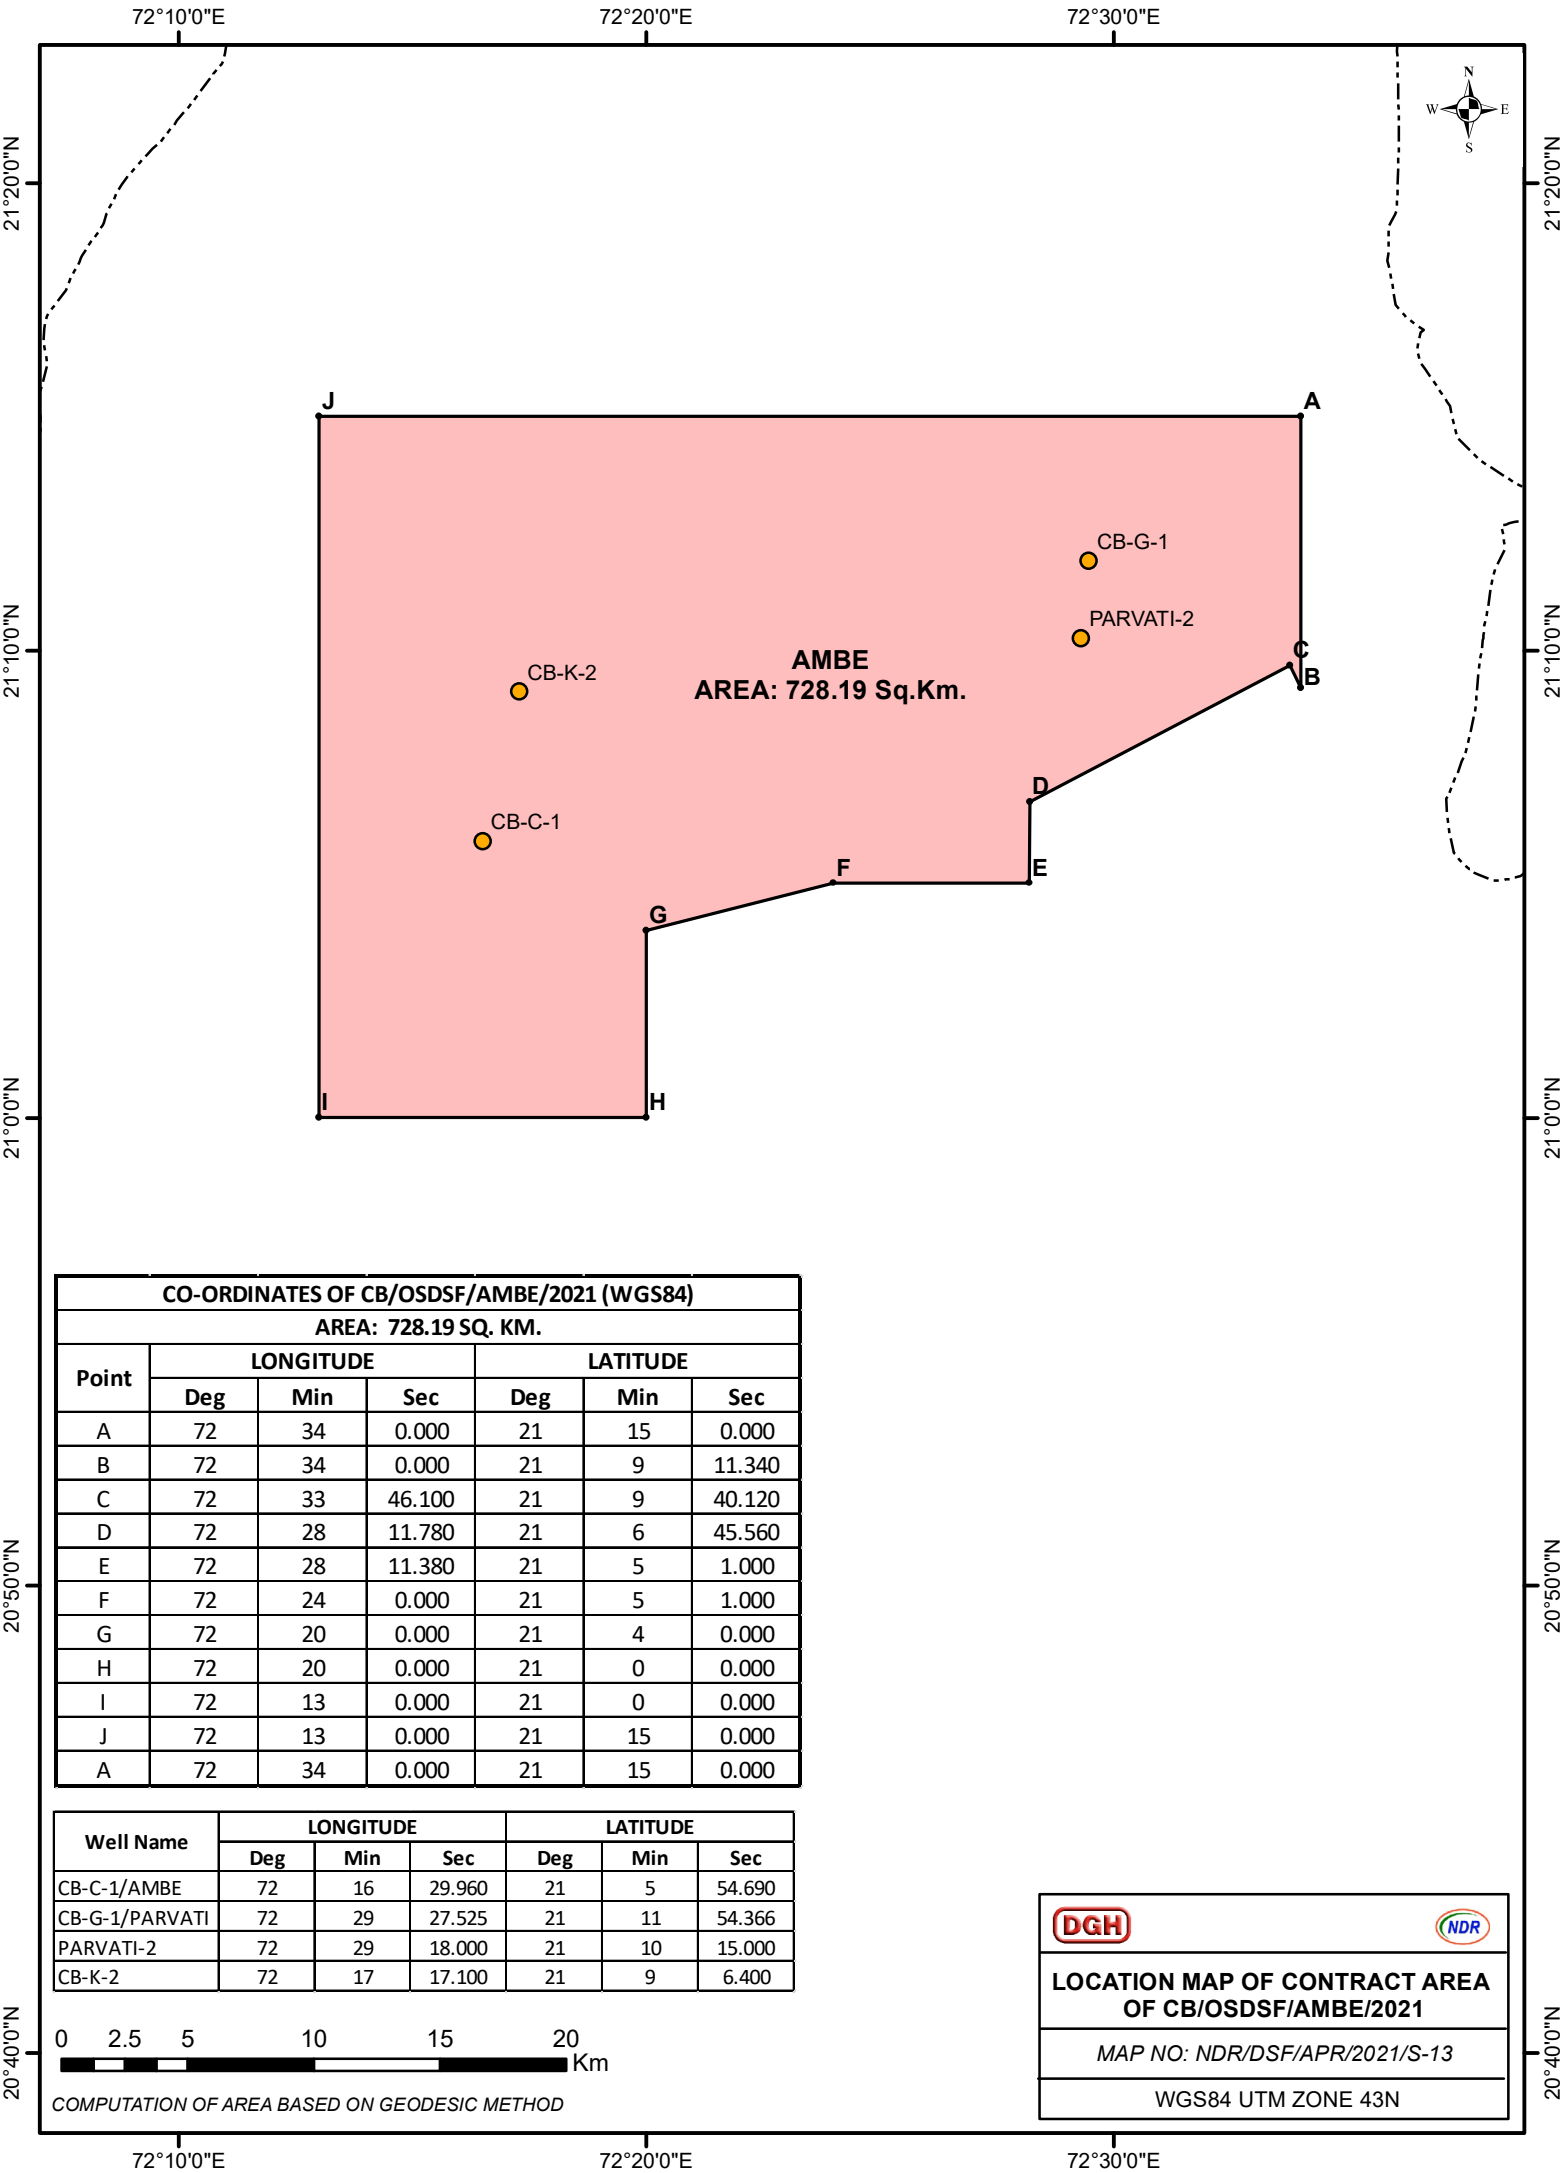 72°10'0"E 72°20'0"E 72°30'0"E
N
W E
S
21°20'0"N 21°20'0"N
J A
CB-G-1
PARVATI-2
21°10'0"N 21°10'0"N
C
CB-K-2
AMBE
B
AREA: 728.19 Sq.Km.
D
CB-C-1
F E
G
I H
21°0'0"N 21°0'0"N
CO-ORDINATES OF CB/OSDSF/AMBE/2021 (WGS84)
AREA: 728.19 SQ. KM.
Point LONGITUDE LATITUDE
Deg Min Sec Deg Min Sec
A 72 34 0.000 21 15 0.000
B 72 34 0.000 21 9 11.340
C 72 33 46.100 21 9 40.120
D 72 28 11.780 21 6 45.560
E 72 28 11.380 21 5 1.000
F 72 24 0.000 21 5 1.000
G 72 20 0.000 21 4 0.000
H 72 20 0.000 21 0 0.000
I 72 13 0.000 21 0 0.000
J 72 13 0.000 21 15 0.000
A 72 34 0.000 21 15 0.000
20°50'0"N 20°50'0"N
Well Name LONGITUDE LATITUDE
Deg Min Sec Deg Min Sec
CB-C-1/AMBE 72 16 29.960 21 5 54.690
CB-G-1/PARVATI 72 29 27.525 21 11 54.366
PARVATI-2 72 29 18.000 21 10 15.000
CB-K-2 72 17 17.100 21 9 6.400
DGH NDR
LOCATION MAP OF CONTRACT AREA
OF CB/OSDSF/AMBE/2021
MAP NO: NDR/DSF/APR/2021/S-13
WGS84 UTM ZONE 43N
0 2.5 5 10 15 20
Km
20°40'0"N 20°40'0"N
COMPUTATION OF AREA BASED ON GEODESIC METHOD
72°10'0"E 72°20'0"E 72°30'0"E